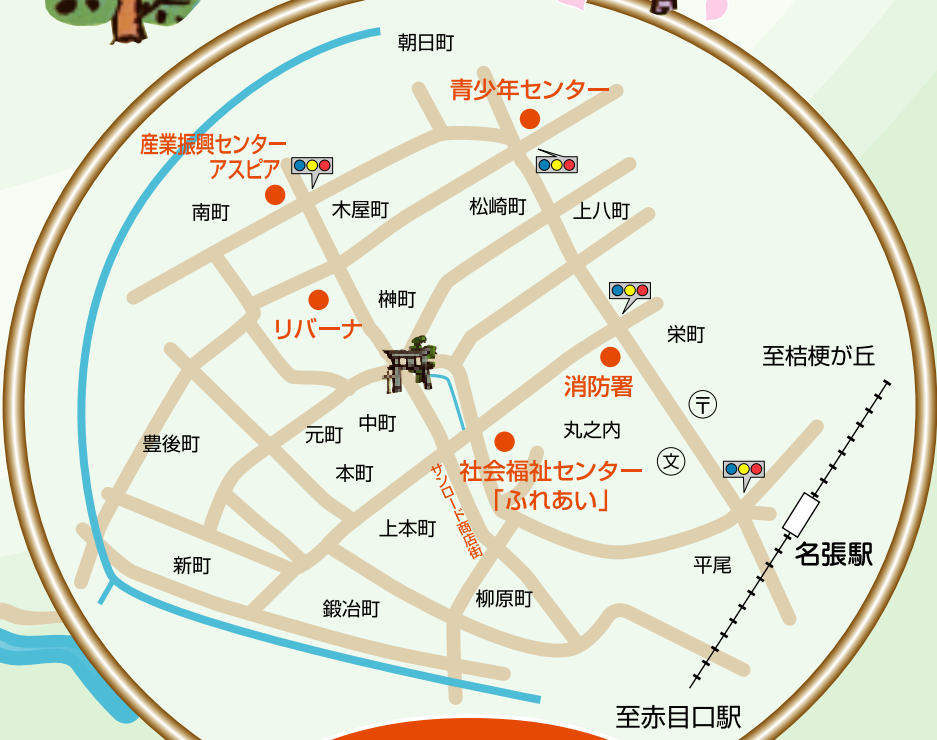 朝日町
青少年センター
産業振興センター
アスピア
南町
木屋町
松崎町
上八町
榊町
リバーナ
栄町
至桔梗が丘
消防署
〒
中町
元町
丸之内
豊後町
文
本町
社会福祉センター
「ふれあい」
サンロード商店街
上本町
名張駅
新町
平尾
鍛冶町
柳原町
至赤目口駅